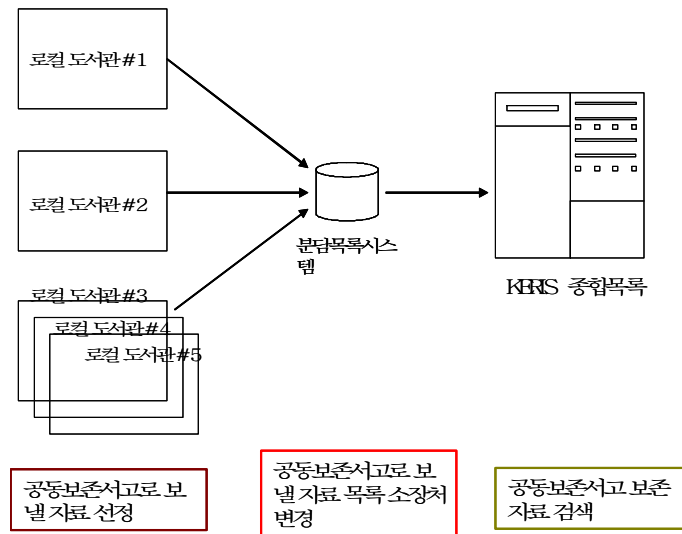 로컬 도서관#1
로컬 도서관#2
로컬 도서관#3
로컬 도서관#4
로컬 도서관#5
분담목록시스
템
KERIS 종합목록
공동보존서고로 보
낼 자료 선정
공동보존서고로 보
낼 자료 목록 소장처
변경
공동보존서고 보존
자료 검색